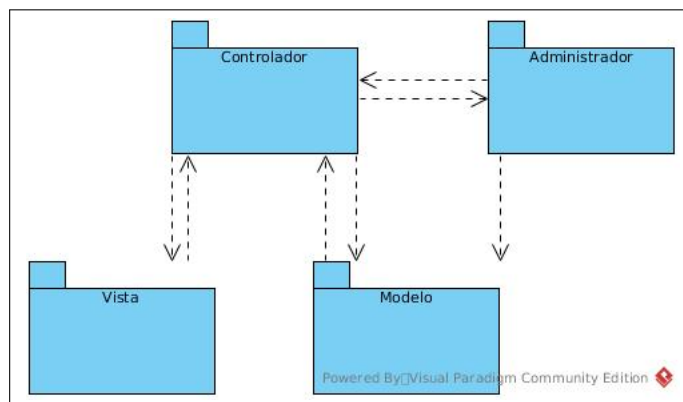 Controlador
Administrador
Vista
Modelo
Powered By Visual Paradigm Community Edition